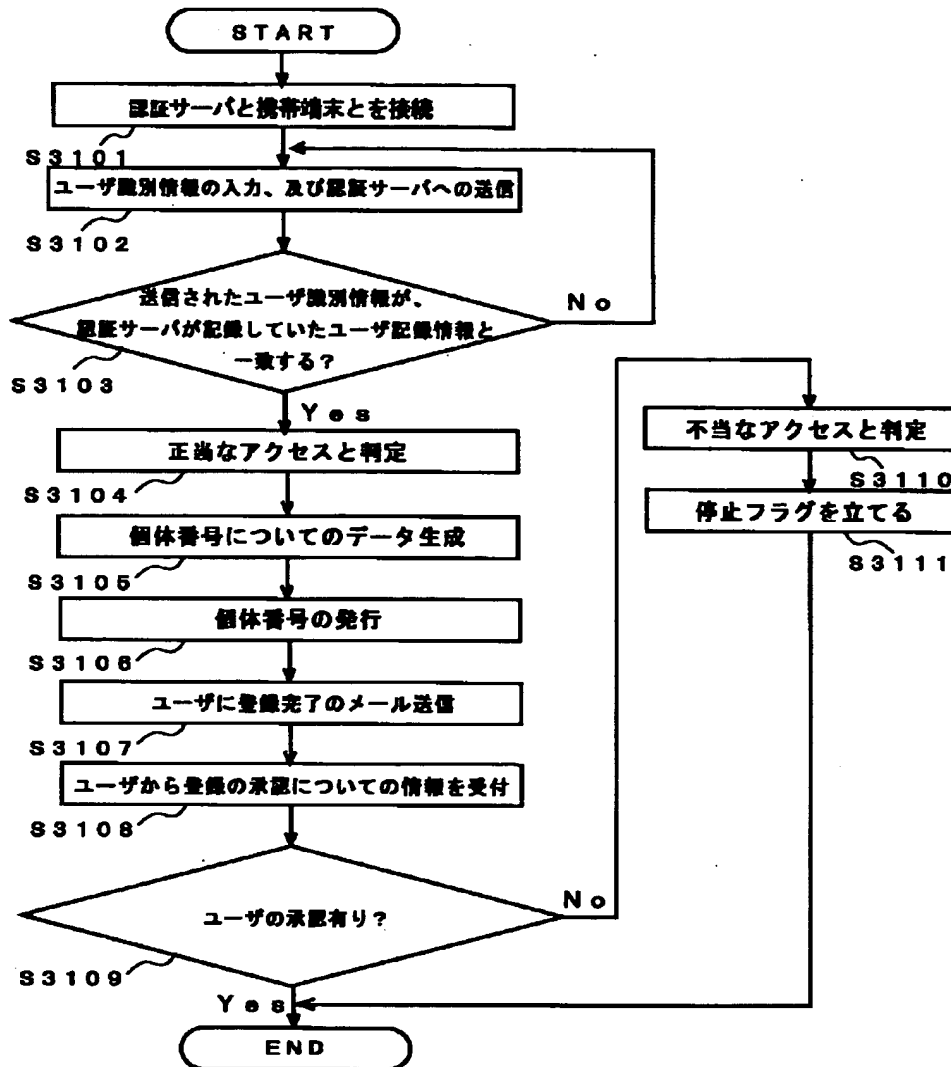 START
認証サーバと携帯端末とを接続
S3101
ユーザ識別情報の入力、及び認証サーバへの送信
S3102
送信されたユーザ識別情報が、
認証サーバが記録していたユーザ記録情報と
一致する？
No
S3103
Yes
正当なアクセスと判定
S3104
個体番号についてのデータ生成
S3105
個体番号の発行
S3106
ユーザに登録完了のメール送信
S3107
ユーザから登録の承認についての情報を受付
S3108
ユーザの承認有り？
No
S3109
Yes
不当なアクセスと判定
S3110
停止フラグを立てる
S3111
END